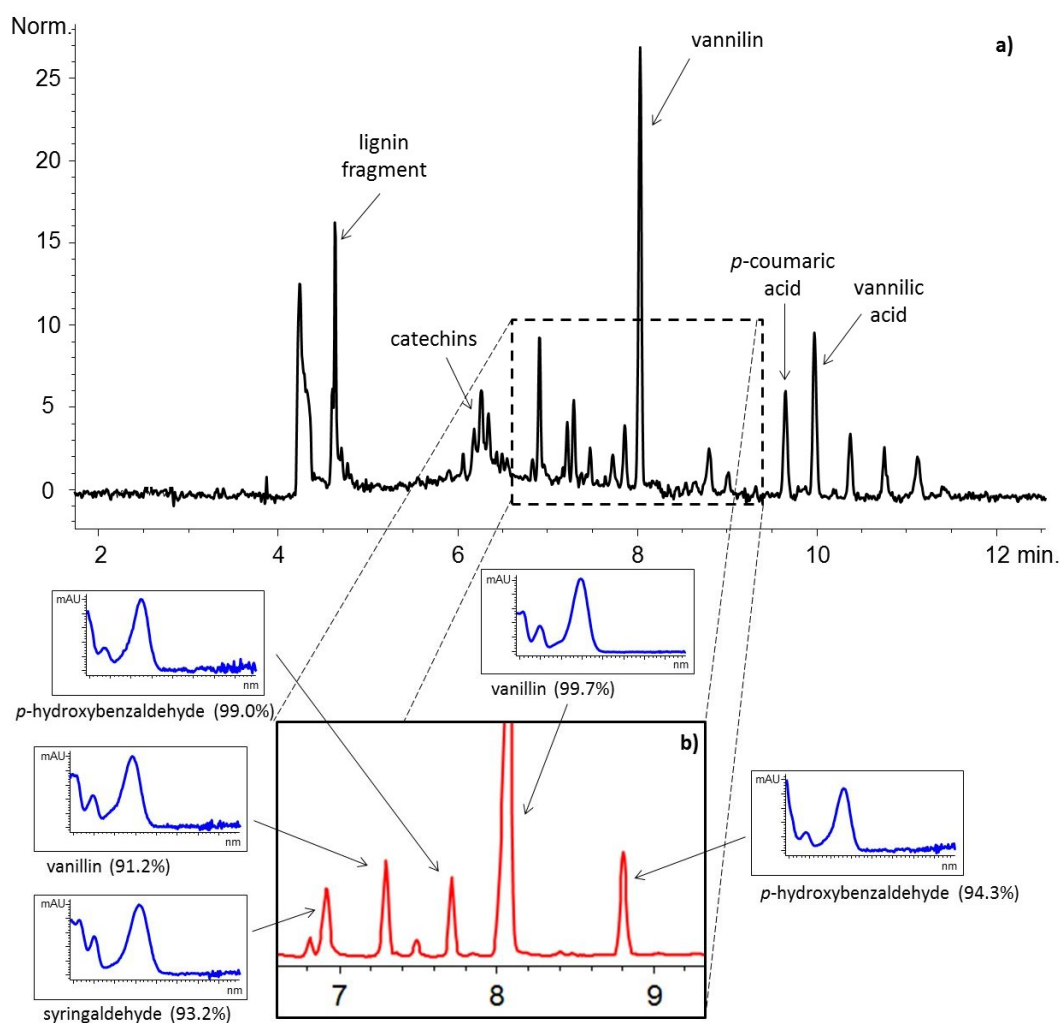 Norm.
a)
vannilin
25
lignin
fragment
20
15
p-coumaric
acid
vannilic
acid
10
catechins
5
0
2
4
6
8
10
12 min.
mAU
nm
p-hydroxybenzaldehyde (99.0%)
mAU
nm
vanillin (99.7%)
b)
mAU
nm
vanillin (91.2%)
mAU
nm
p-hydroxybenzaldehyde (94.3%)
mAU
nm
syringaldehyde (93.2%)
7
8
9